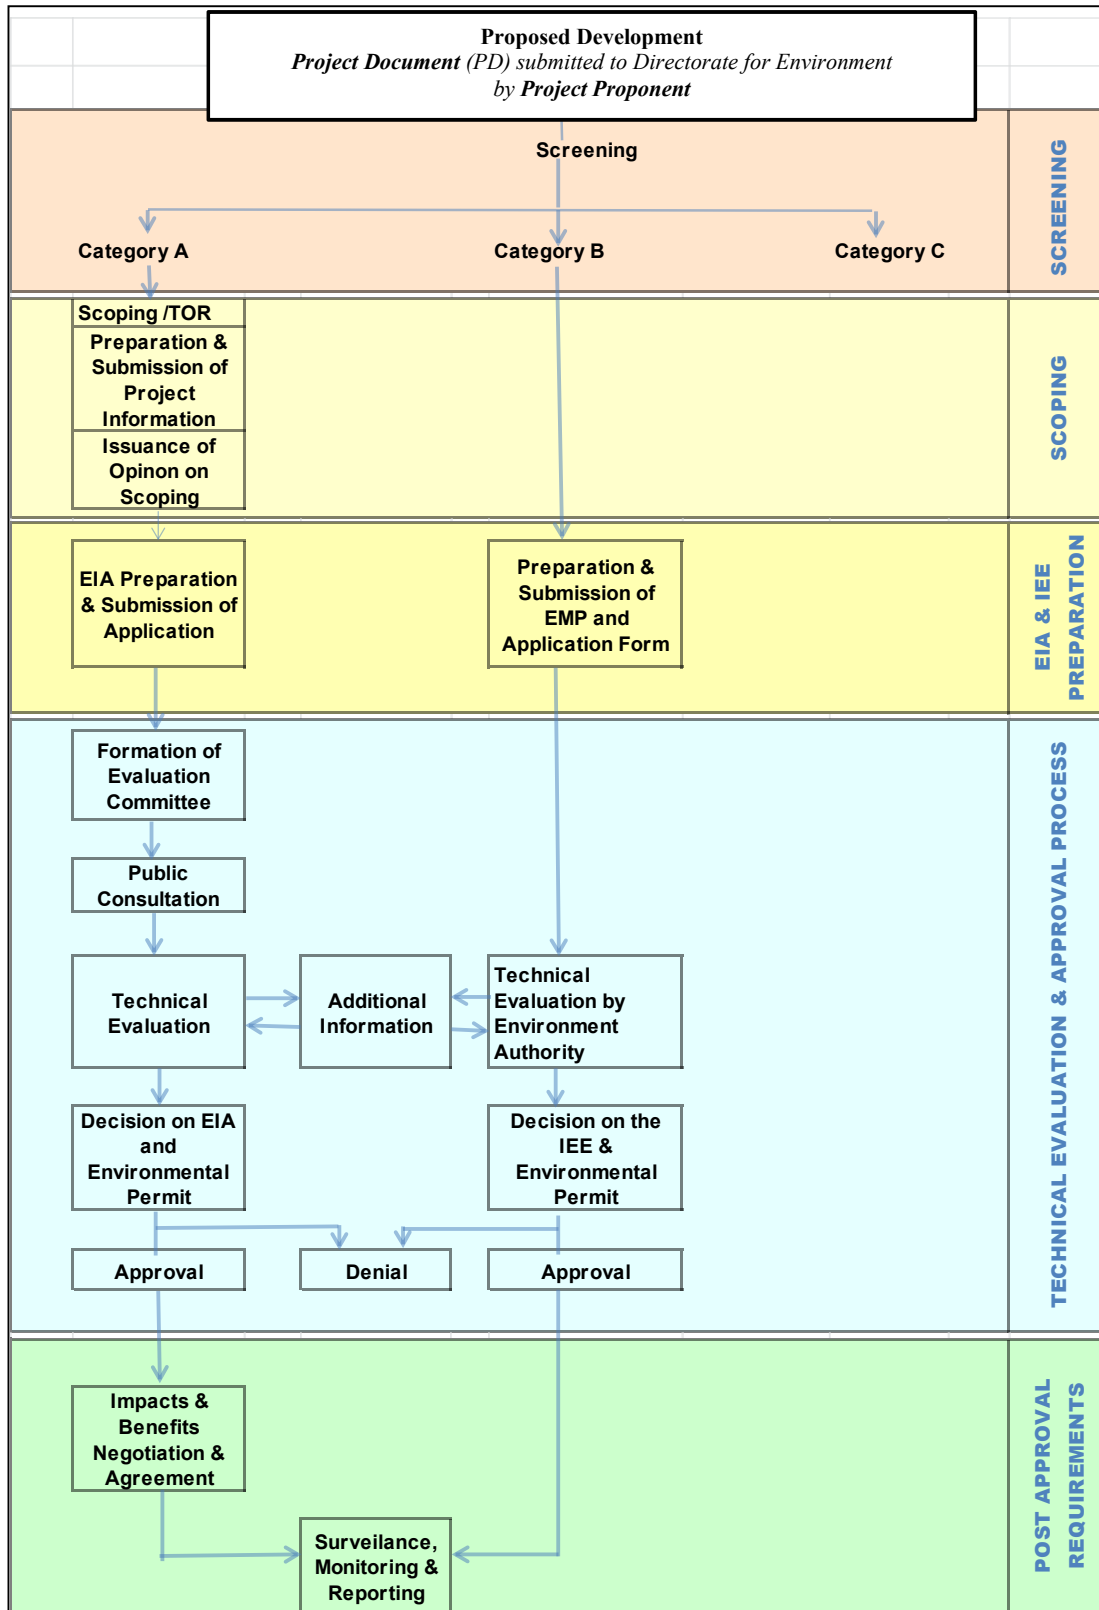 Proposed Development
Project Document (PD) submitted to Directorate for Environment
by Project Proponent
Screening
Category A
Category B
Category C
SCREENING
Scoping /TOR
Preparation &
Submission of
Project
Information
Issuance of
Opinon on
Scoping
SCOPING
EIA Preparation
& Submission of
Application
Preparation &
Submission of
EMP and
Application Form
EIA & IEE
PREPARATION
Formation of
Evaluation
Committee
Public
Consultation
Technical
Evaluation
Additional
Information
Technical
Evaluation by
Environment
Authority
Decision on EIA
and
Environmental
Permit
Decision on the
IEE &
Environmental
Permit
Approval
Denial
Approval
TECHNICAL EVALUATION & APPROVAL PROCESS
Impacts &
Benefits
Negotiation &
Agreement
Surveilance,
Monitoring &
Reporting
POST APPROVAL
REQUIREMENTS